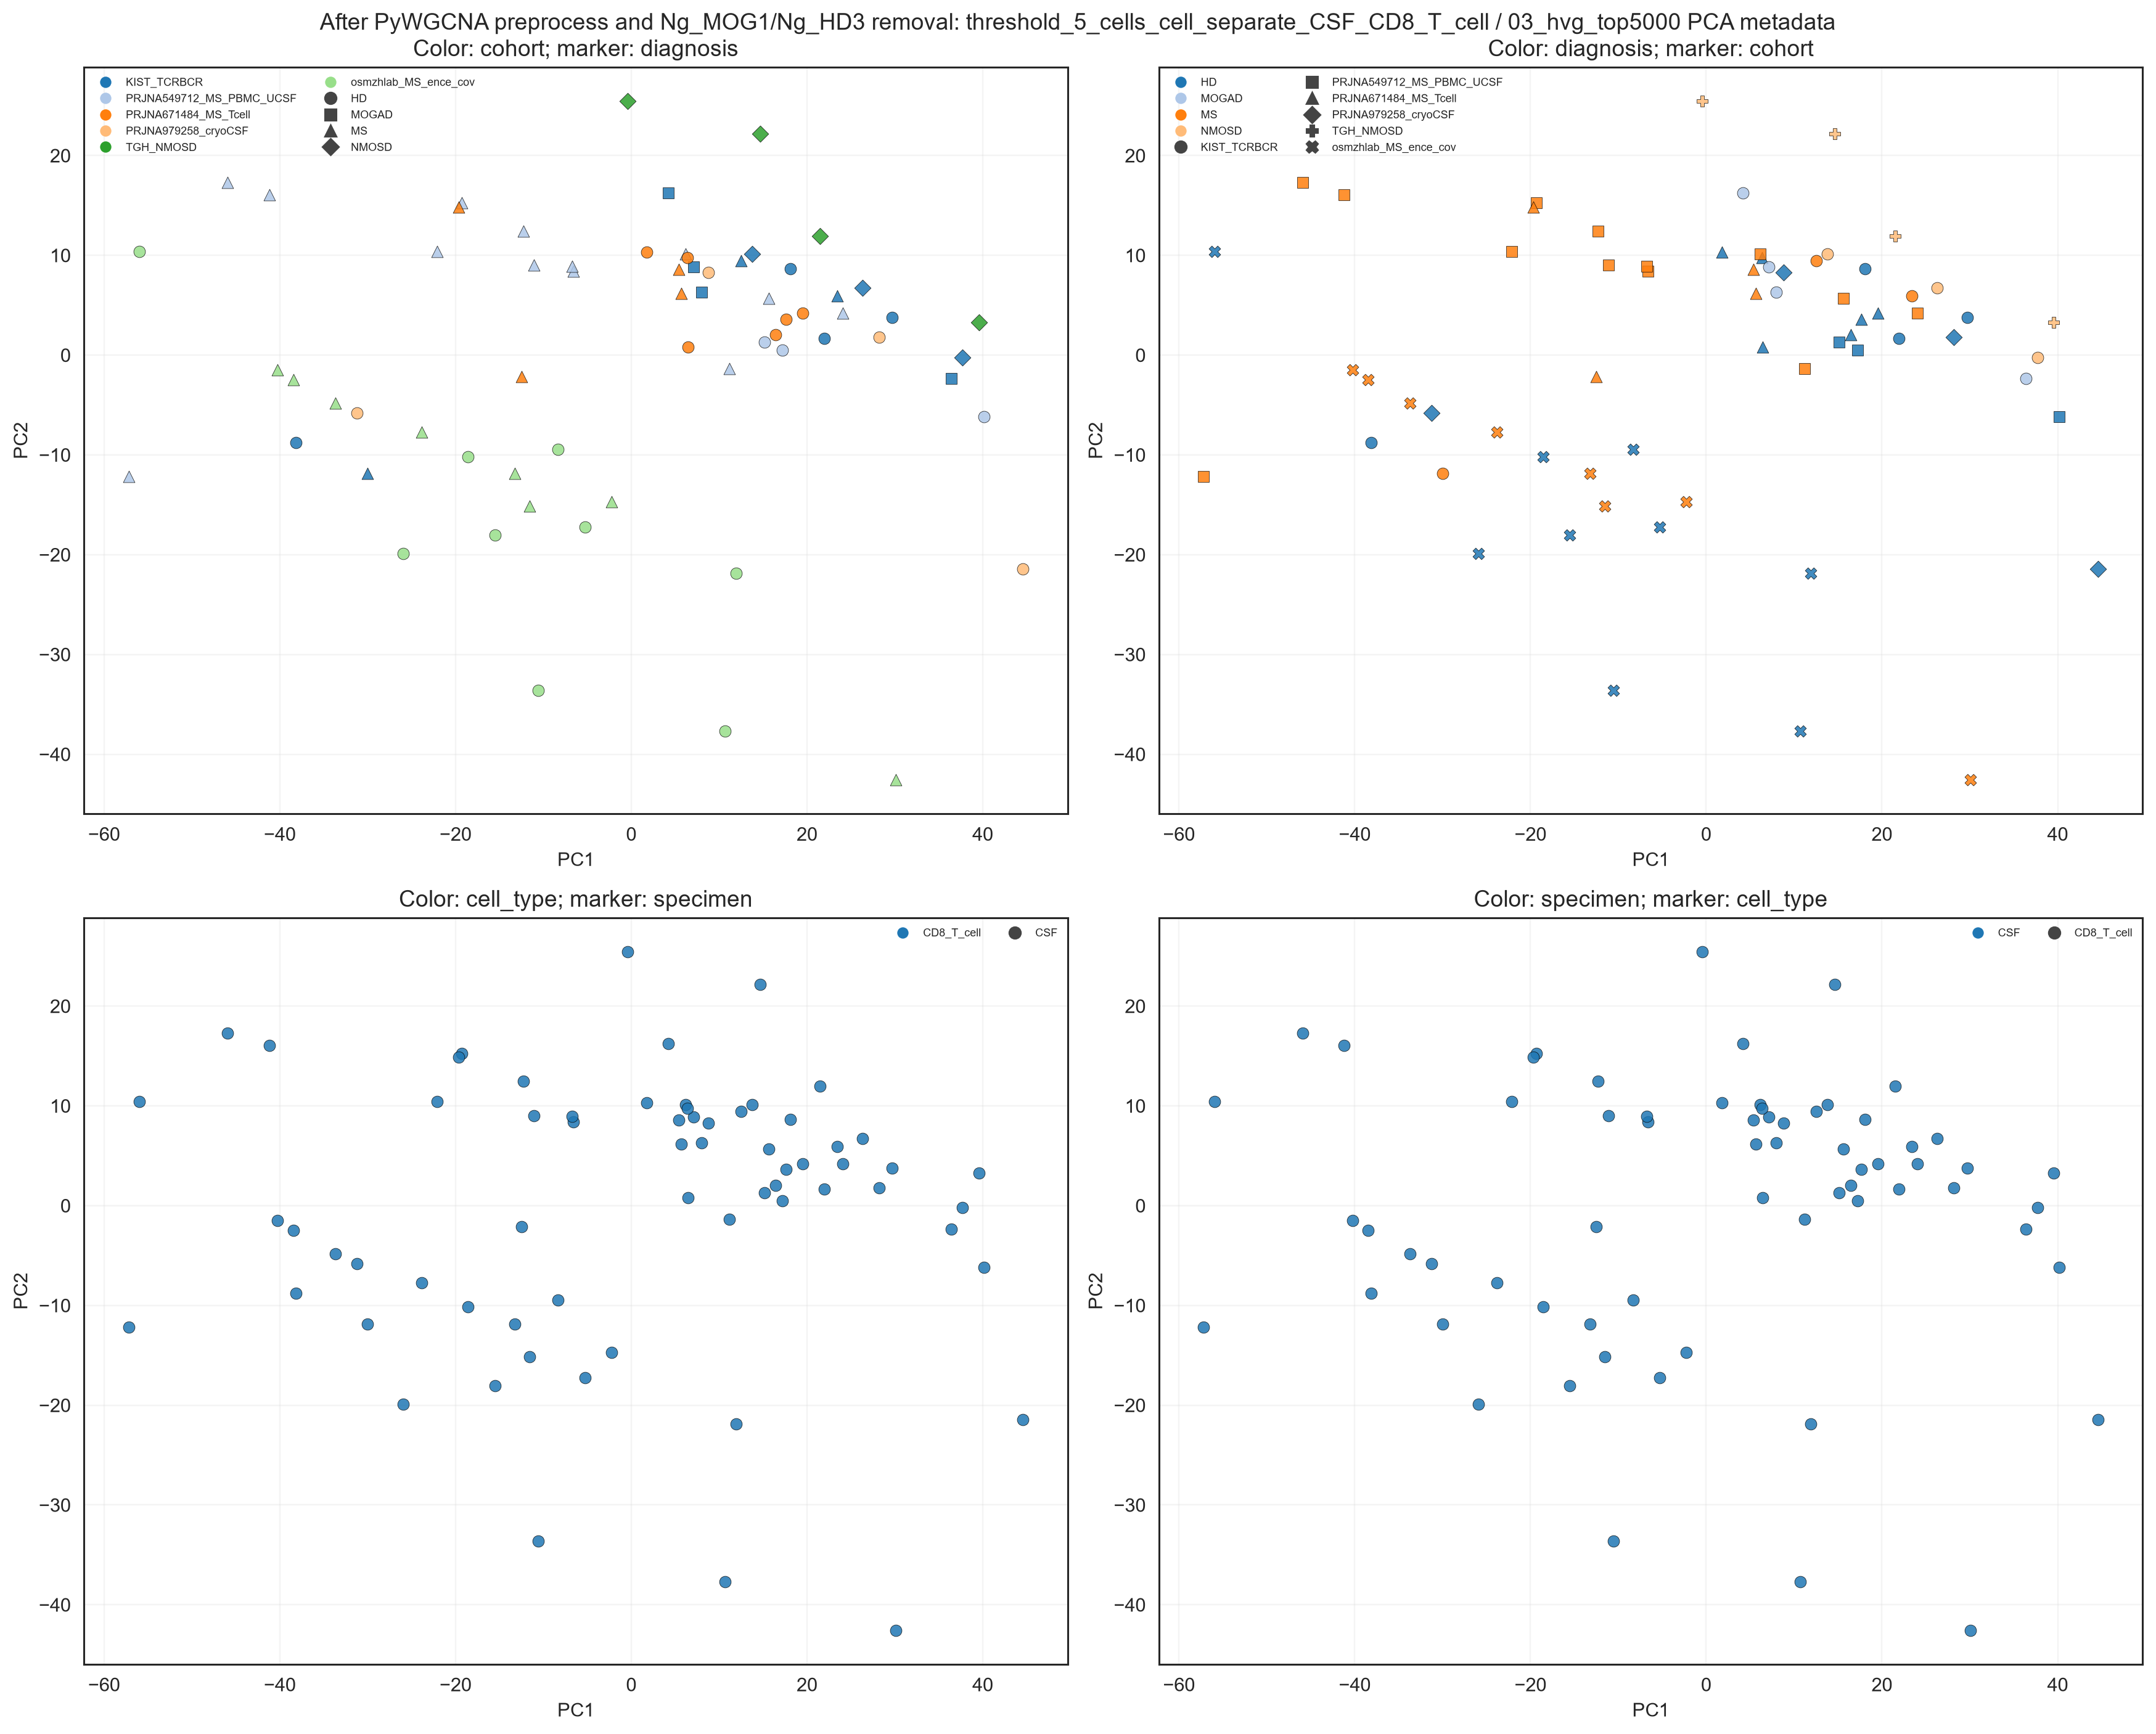 After PyWGCNA preprocess and Ng_MOG1/Ng_HD3 removal: threshold_5_cells_cell_separate_CSF_CD8_T_cell / 03_hvg_top5000 PCA metadata
Color: cohort; marker: diagnosis
KIST_TCRBCR
PRJNA549712_MS_PBMC_UCSF
PRJNA671484_MS_Tcell
PRJNA979258_cryoCSF
TGH_NMOSD
osmzhlab_MS_ence_cov
HD
MOGAD
MS
NMOSD
20
10
0
−10
−20
−30
−40
PC2
−60
−40
−20
0
20
40
PC1
Color: diagnosis; marker: cohort
HD
MOGAD
MS
NMOSD
KIST_TCRBCR
PRJNA549712_MS_PBMC_UCSF
PRJNA671484_MS_Tcell
PRJNA979258_cryoCSF
TGH_NMOSD
osmzhlab_MS_ence_cov
20
10
0
−10
−20
−30
−40
PC2
−60
−40
−20
0
20
40
PC1
Color: cell_type; marker: specimen
CD8_T_cell
CSF
20
10
0
−10
−20
−30
−40
PC2
−60
−40
−20
0
20
40
PC1
Color: specimen; marker: cell_type
CSF
CD8_T_cell
20
10
0
−10
−20
−30
−40
PC2
−60
−40
−20
0
20
40
PC1